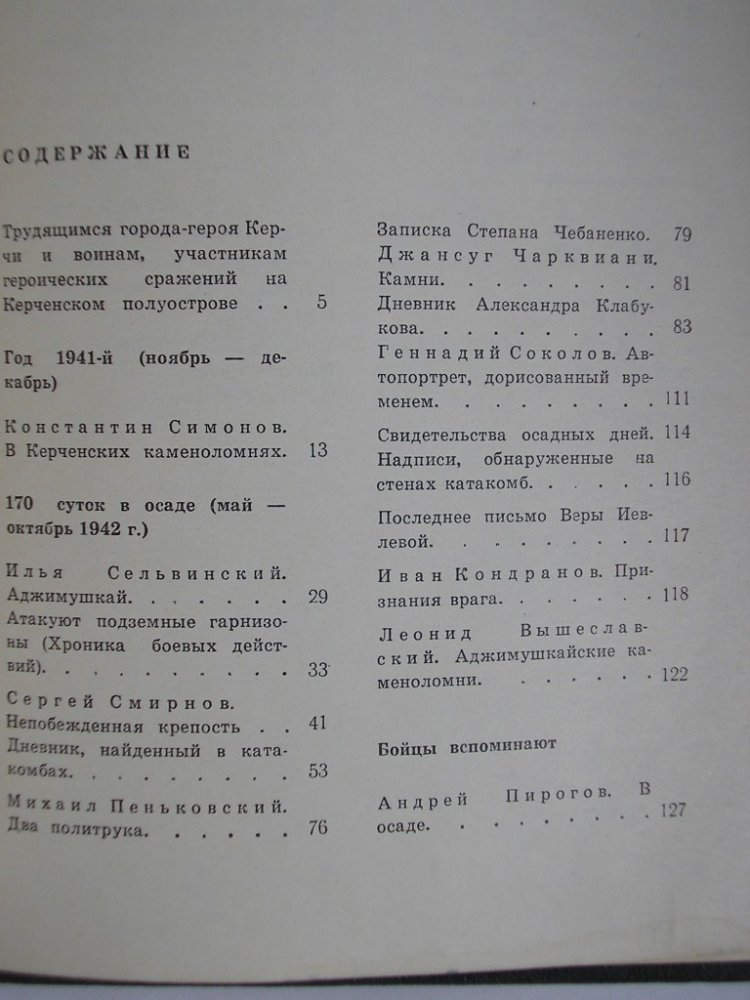 СОДЕРЖАНИЕ
Трудящимся города-героя Кер-
чи и воинам, участникам
героических сражений на
Керченском полуострове . . 5
Год 1941-й (ноябрь — де-
кабрь)
Константин Симонов.
В Керченских каменоломнях. 13
170 суток в осаде (май —
октябрь 1942 г.)
Илья Сельвинский.
Аджимушкай. . . . . . . 29
Атакуют подземные гарнизо-
ны (Хроника боевых дейст-
вий). . . . . . . . . 33
Сергей Смирнов.
Непобежденная крепость . . 41
Дневник, найденный в ката-
комбах. . . . . . . . 53
Михаил Пеньковский.
Два политрука. . . . . . 76
Записка Степана Чебаненко. 79
Джансуг Чарквиани.
Камни. . . . . . . . 81
Дневник Александра Клабу-
кова. . . . . . . . . 83
Геннадий Соколов. Ав-
топортрет, дорисованный вре-
менем. . . . . . . . 111
Свидетельства осадных дней. 114
Надписи, обнаруженные на
стенах катакомб. . . . . 116
Последнее письмо Веры Иев-
левой. . . . . . . . 117
Иван Кондранов. При-
знания врага. . . . . . 118
Леонид Вышеслав-
ский. Аджимушкайские ка-
меноломни. . . . . . . 122
Бойцы вспоминают
Андрей Пирогов. В
осаде. . . . . . . . 127